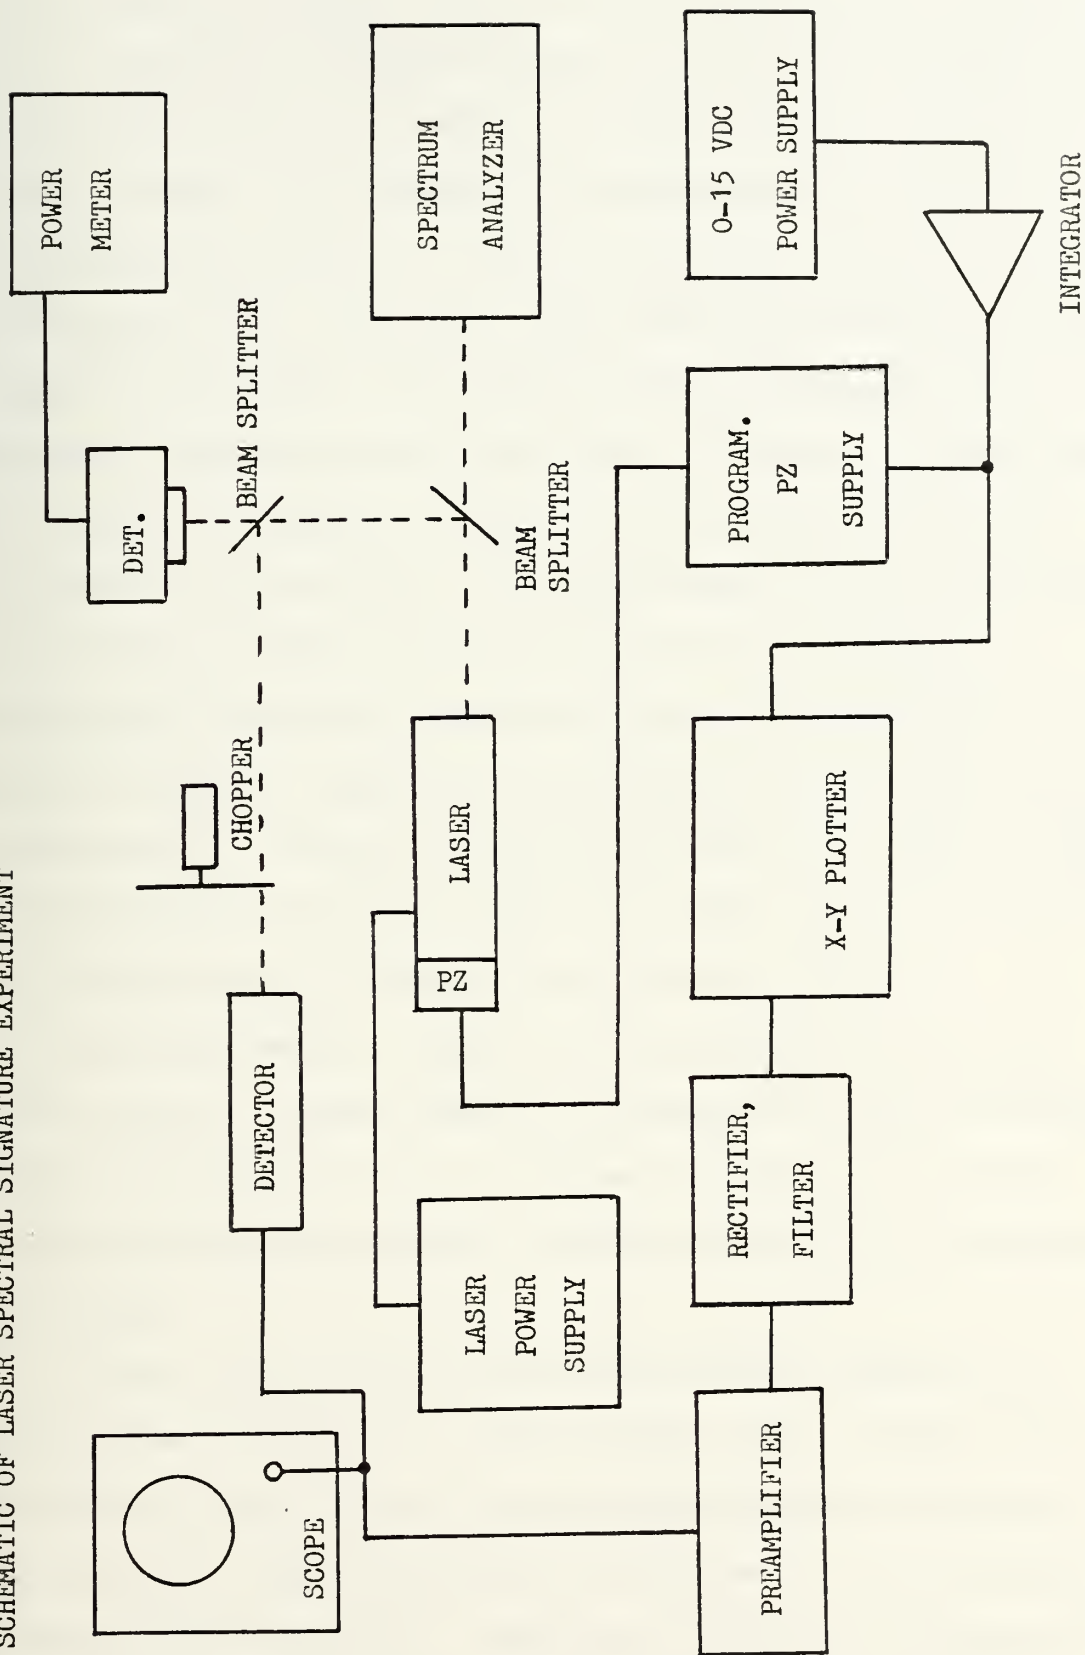 SCHEMATIC OF LASER SPECTRAL SIGNATURE EXPERIMENT
POWER
METER
DET.
BEAM SPLITTER
CHOPPER
DETECTOR
SCOPE
SPECTRUM
ANALYZER
BEAM
SPLITTER
LASER
PZ
LASER
POWER
SUPPLY
0-15 VDC
POWER SUPPLY
INTEGRATOR
PROGRAM.
PZ
SUPPLY
X-Y PLOTTER
RECTIFIER,
FILTER
PREAMPLIFIER